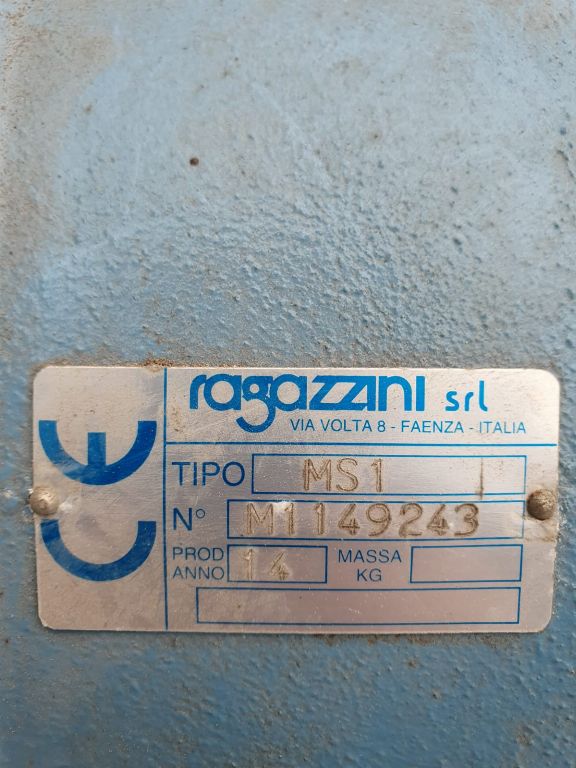 CE
ragazzini srl
VIA VOLTA 8 - FAENZA - ITALIA
TIPO MS1
N° M1149243
PROD ANNO 14 MASSA KG